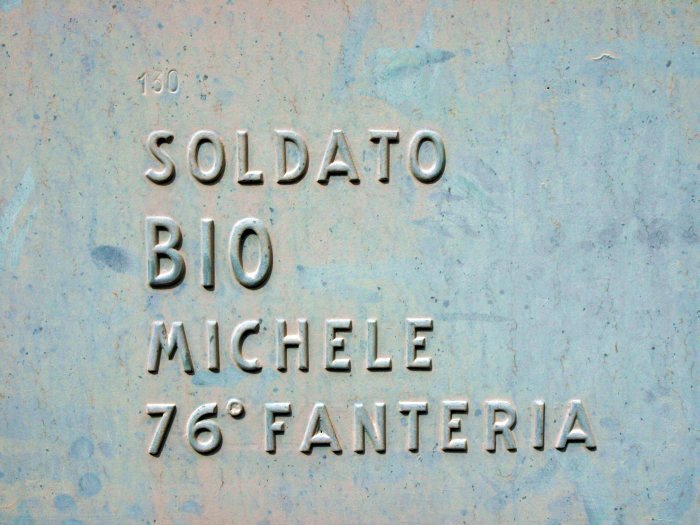 130
SOLDATO
BIO
MICHELE
76° FANTERIA